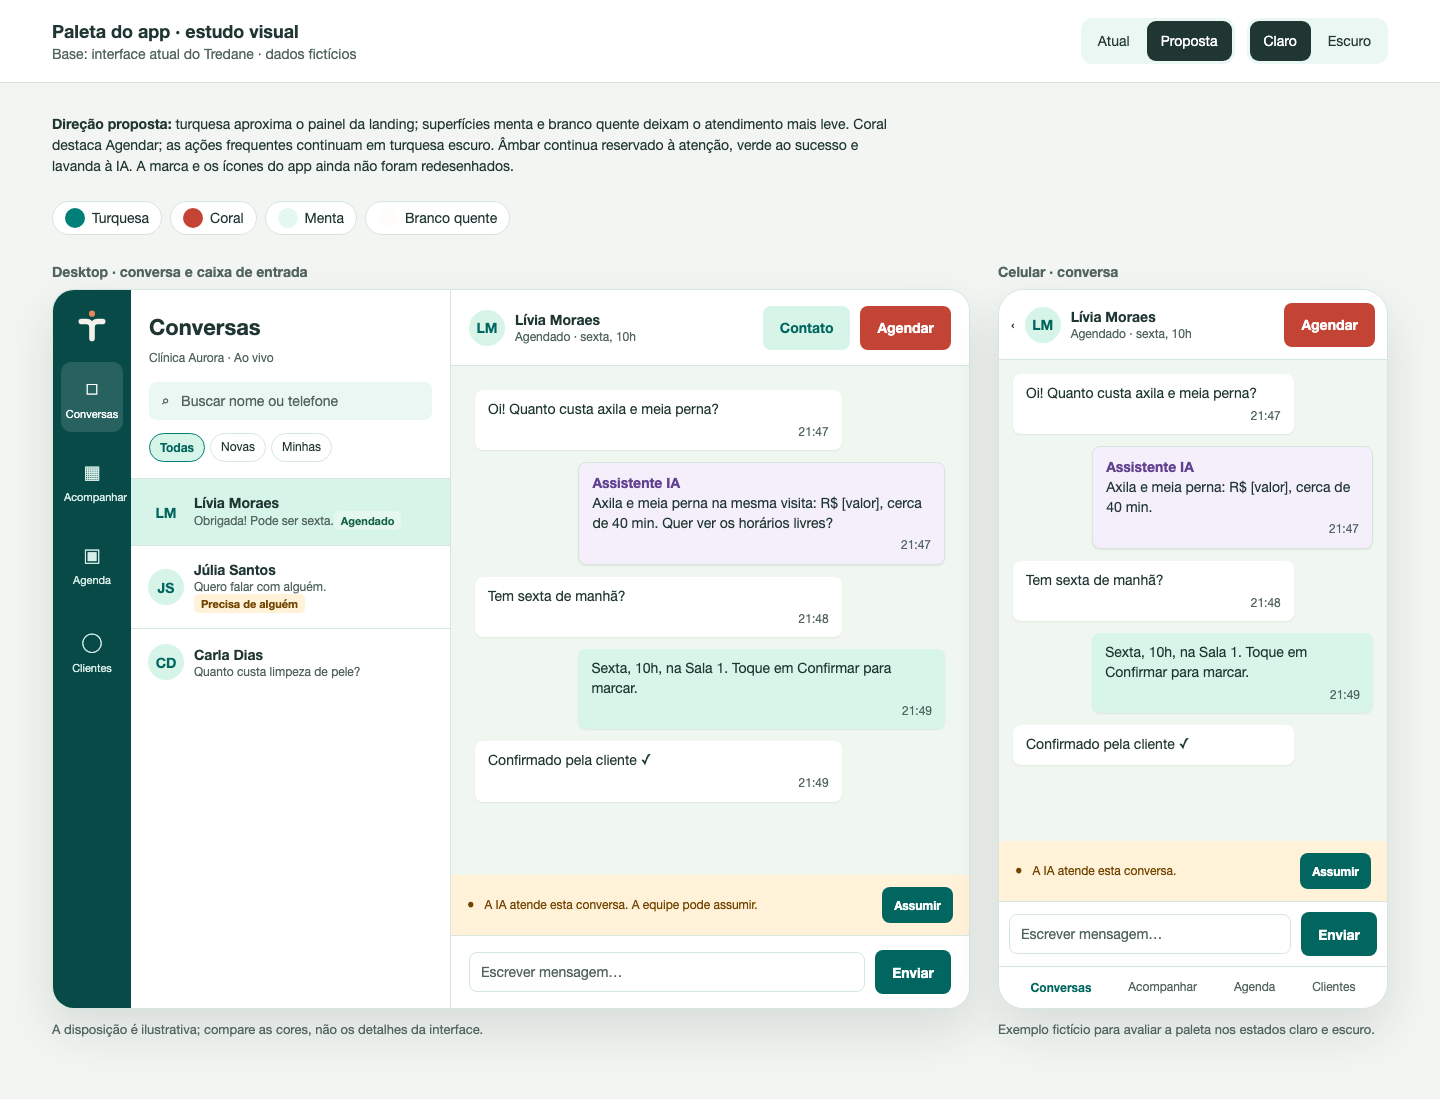 Paleta do app · estudo visual
Base: interface atual do Tredane · dados fictícios
Atual
Proposta
Claro
Escuro
Direção proposta: turquesa aproxima o painel da landing; superfícies menta e branco quente deixam o atendimento mais leve. Coral
destaca Agendar; as ações frequentes continuam em turquesa escuro. Âmbar continua reservado à atenção, verde ao sucesso e
lavanda à IA. A marca e os ícones do app ainda não foram redesenhados.
Turquesa
Coral
Menta
Branco quente
Desktop · conversa e caixa de entrada
Conversas
Acompanhar
Agenda
Clientes
Conversas
Clínica Aurora · Ao vivo
Buscar nome ou telefone
Todas
Novas
Minhas
LM
Lívia Moraes
Obrigada! Pode ser sexta. Agendado
JS
Júlia Santos
Quero falar com alguém.
Precisa de alguém
CD
Carla Dias
Quanto custa limpeza de pele?
LM
Lívia Moraes
Agendado · sexta, 10h
Contato
Agendar
Oi! Quanto custa axila e meia perna?
21:47
Assistente IA
Axila e meia perna na mesma visita: R$ [valor], cerca
de 40 min. Quer ver os horários livres?
21:47
Tem sexta de manhã?
21:48
Sexta, 10h, na Sala 1. Toque em Confirmar para
marcar.
21:49
Confirmado pela cliente ✓
21:49
A IA atende esta conversa. A equipe pode assumir.
Assumir
Escrever mensagem…
Enviar
A disposição é ilustrativa; compare as cores, não os detalhes da interface.
Celular · conversa
‹
LM
Lívia Moraes
Agendado · sexta, 10h
Agendar
Oi! Quanto custa axila e meia perna?
21:47
Assistente IA
Axila e meia perna: R$ [valor], cerca de
40 min.
21:47
Tem sexta de manhã?
21:48
Sexta, 10h, na Sala 1. Toque em
Confirmar para marcar.
21:49
Confirmado pela cliente ✓
A IA atende esta conversa.
Assumir
Escrever mensagem…
Enviar
Conversas
Acompanhar
Agenda
Clientes
Exemplo fictício para avaliar a paleta nos estados claro e escuro.